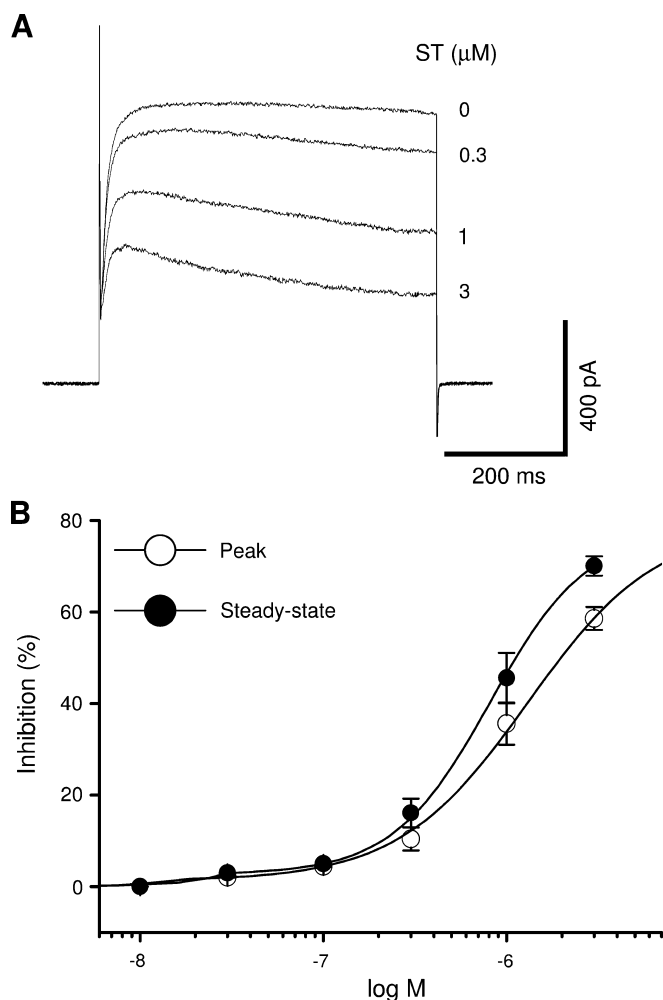 A
ST (μM)
0
0.3
1
3
400 pA
200 ms
B
80
60
40
20
0
Inhibition (%)
Peak
Steady-state
-8
-7
-6
log M